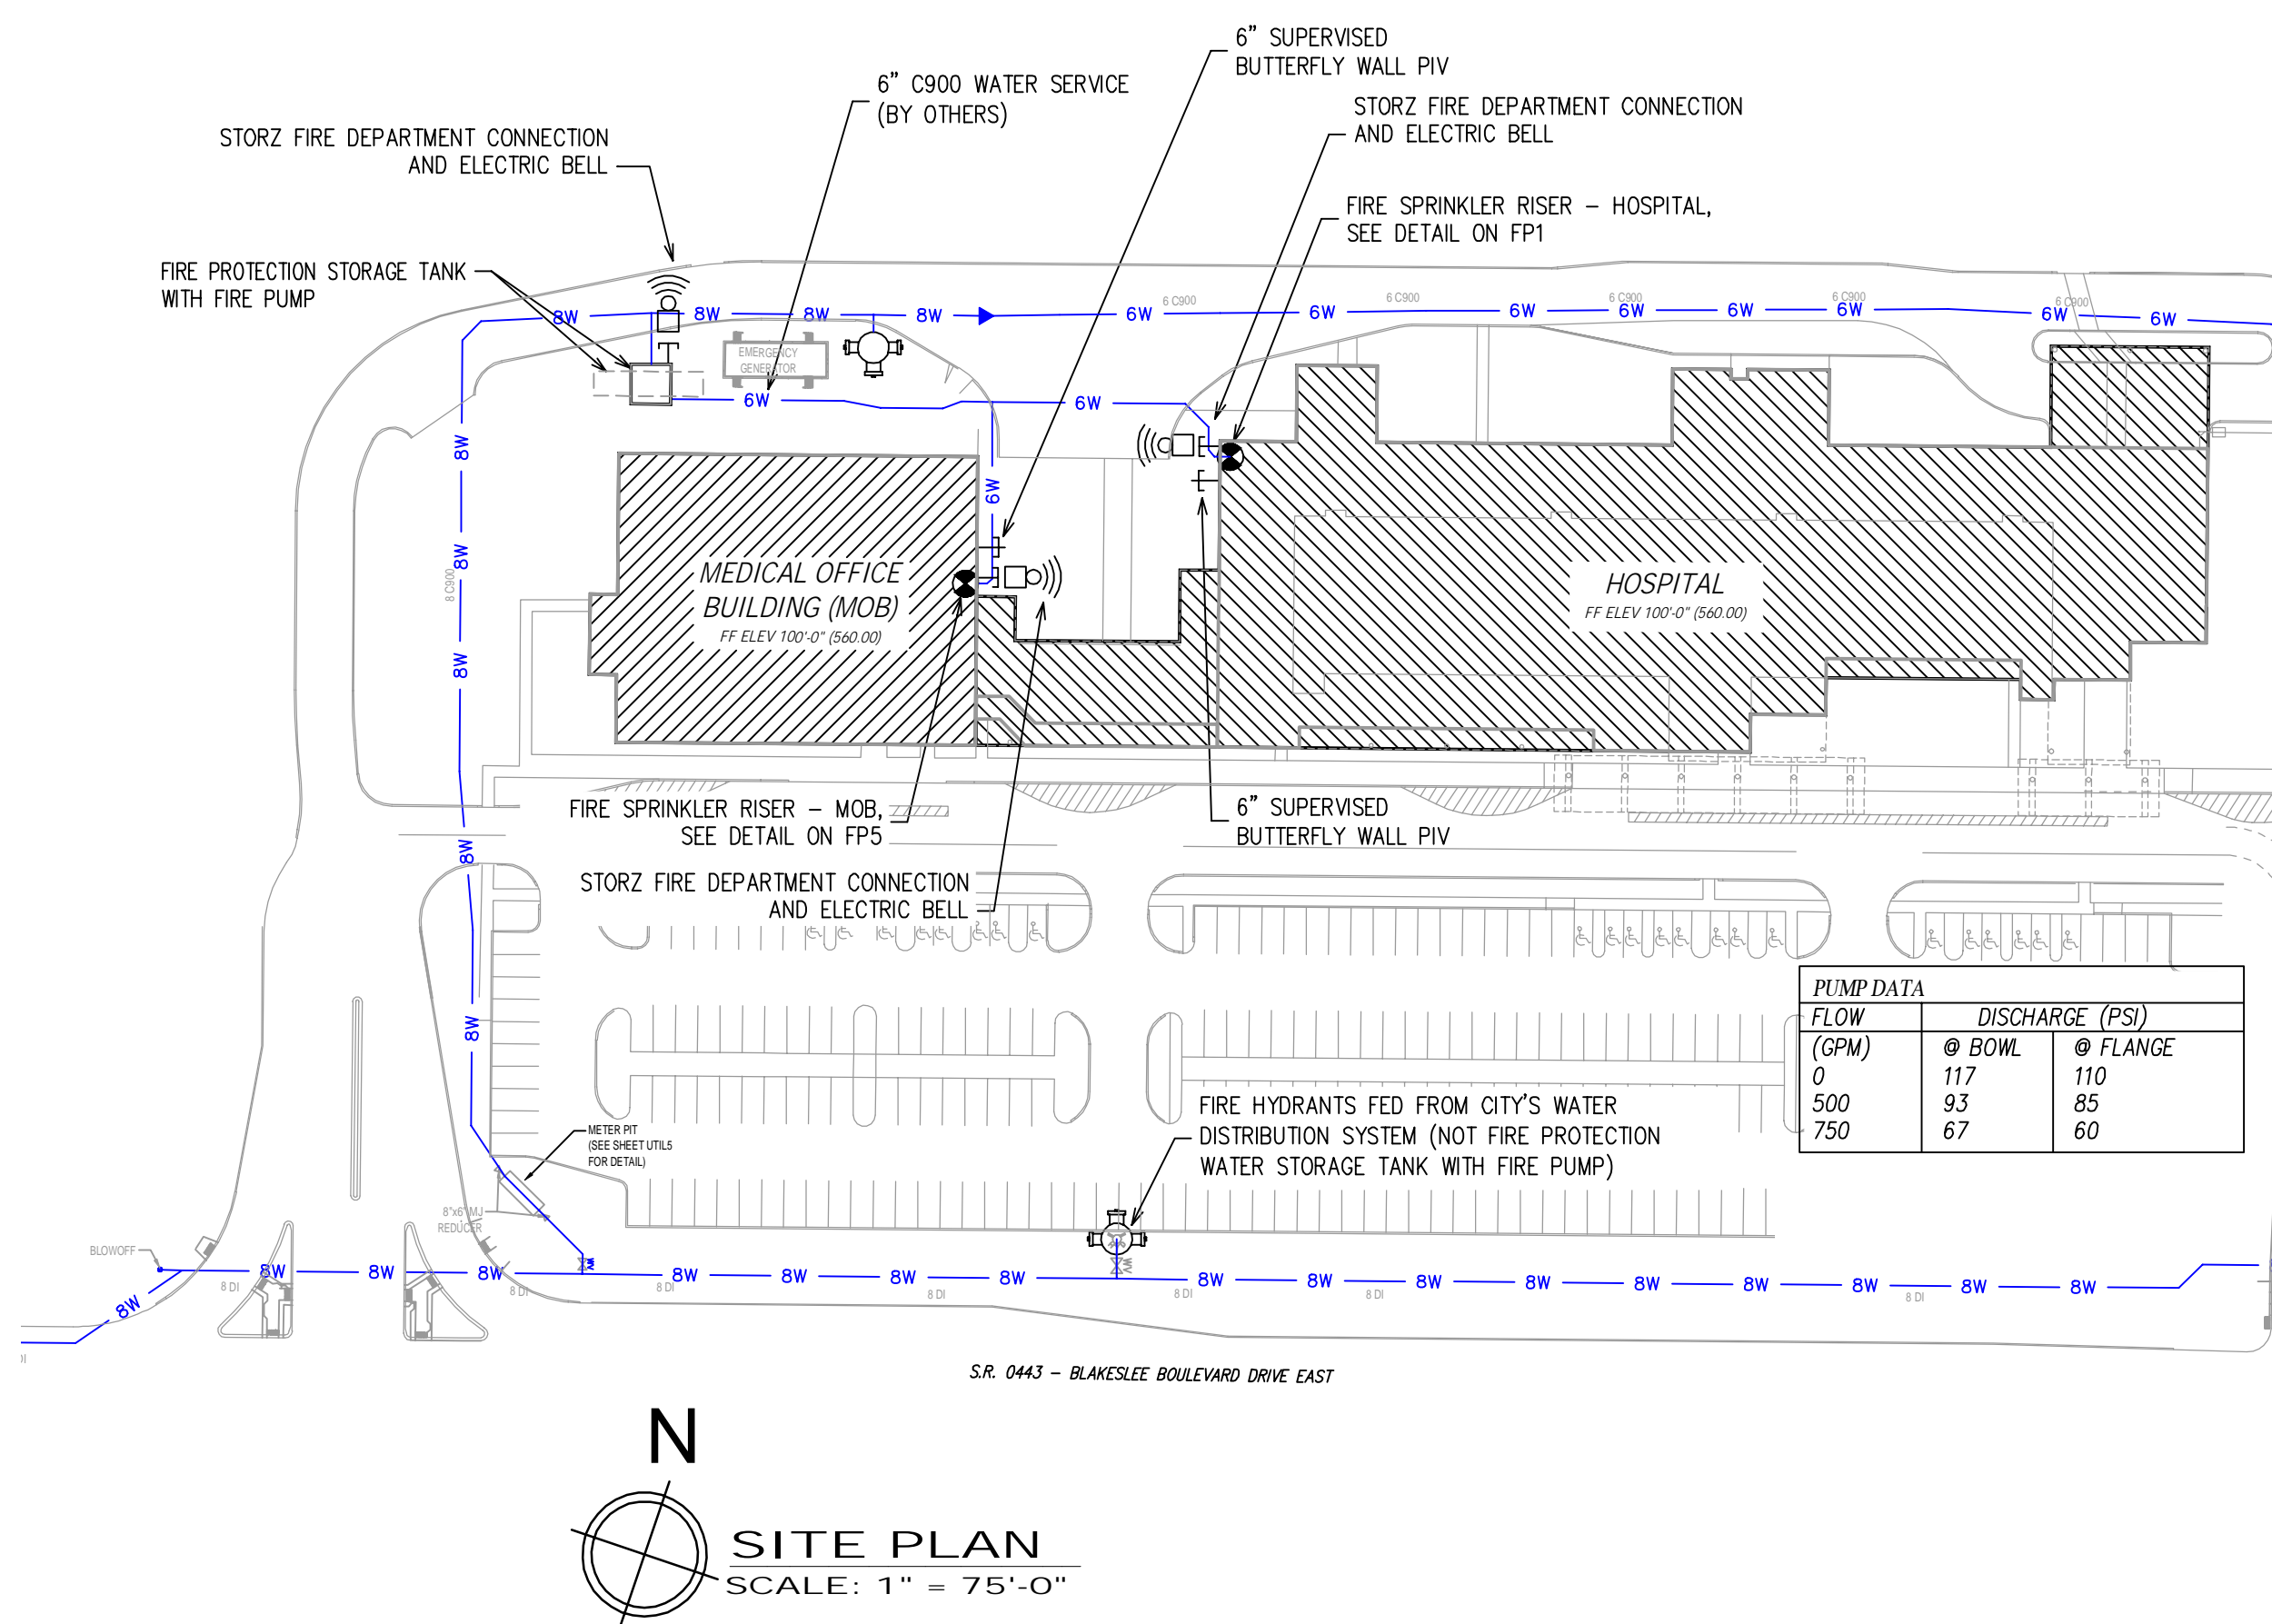 6” SUPERVISED
BUTTERFLY WALL PIV
6” C900 WATER SERVICE
(BY OTHERS)
STORZ FIRE DEPARTMENT CONNECTION
AND ELECTRIC BELL
STORZ FIRE DEPARTMENT CONNECTION
AND ELECTRIC BELL
FIRE SPRINKLER RISER – HOSPITAL,
SEE DETAIL ON FP1
FIRE PROTECTION STORAGE TANK
WITH FIRE PUMP
6 C900 6 C900 6 C900 6 C900 6 C900
8W 8W 8W 8W 6W 6W 6W 6W 6W 6W 6W 6W
EMERGENCY
GENERATOR
6W 6W
8W
6W
8W
8 C900
8W
MEDICAL OFFICE
BUILDING (MOB)
FF ELEV 100'-0" (560.00)
HOSPITAL
FF ELEV 100'-0" (560.00)
FIRE SPRINKLER RISER – MOB,
SEE DETAIL ON FP5
6” SUPERVISED
BUTTERFLY WALL PIV
8W
STORZ FIRE DEPARTMENT CONNECTION
AND ELECTRIC BELL
8W
PUMP DATA
FLOW DISCHARGE (PSI)
(GPM) @ BOWL @ FLANGE
0 117 110
500 93 85
750 67 60
FIRE HYDRANTS FED FROM CITY’S WATER
DISTRIBUTION SYSTEM (NOT FIRE PROTECTION
WATER STORAGE TANK WITH FIRE PUMP)
METER PIT
(SEE SHEET UTIL5
FOR DETAIL)
8"x6" MJ
REDUCER
BLOWOFF
WV
WV
8W 8W 8W 8W 8W 8W 8W 8W 8W 8W 8W 8W 8W 8W 8W 8W
8W
8 DI 8 DI 8 DI 8 DI 8 DI 8 DI 8 DI
DI
S.R. 0443 – BLAKESLEE BOULEVARD DRIVE EAST
N
SITE PLAN
SCALE: 1" = 75'-0"